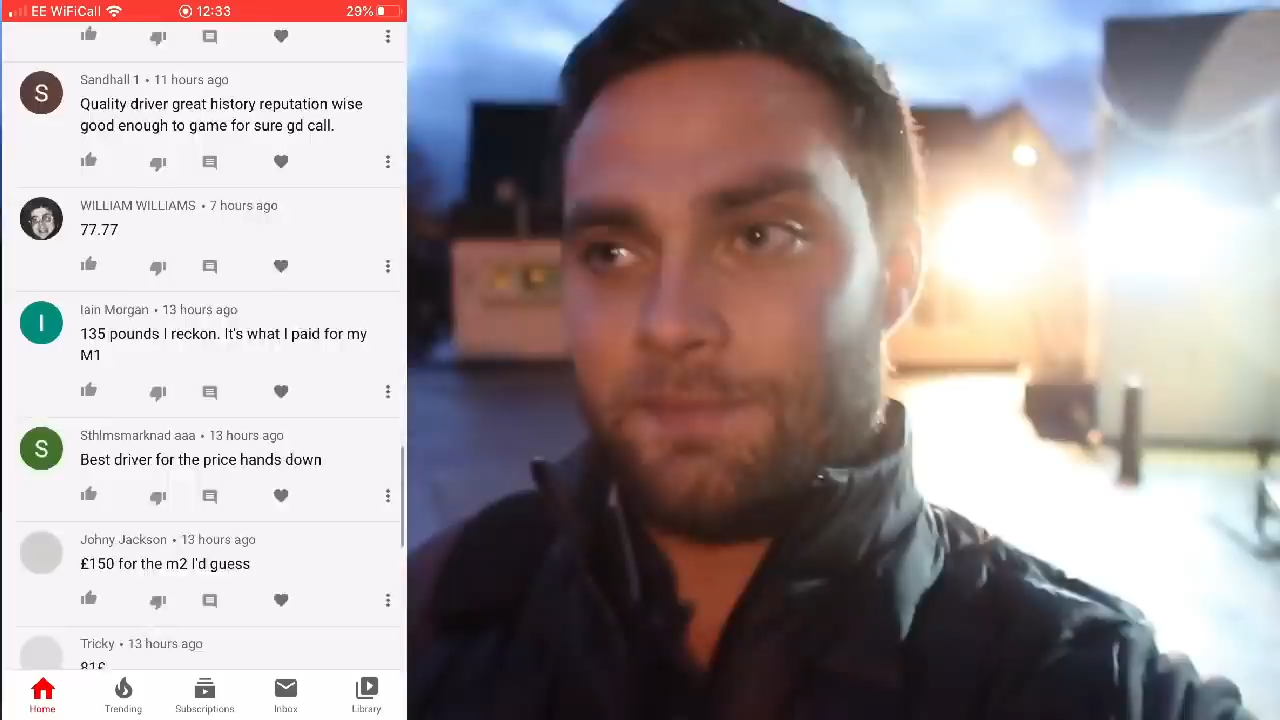 EE WiFiCall 12:33 29%
Sandhall 1 • 11 hours ago
Quality driver great history reputation wise
good enough to game for sure gd call.
WILLIAM WILLIAMS • 7 hours ago
77.77
Iain Morgan • 13 hours ago
135 pounds I reckon. It's what I paid for my
M1
Sthlmsmarknad aaa • 13 hours ago
Best driver for the price hands down
Johny Jackson • 13 hours ago
£150 for the m2 I'd guess
Tricky • 13 hours ago
81£
Home Trending Subscriptions Inbox Library